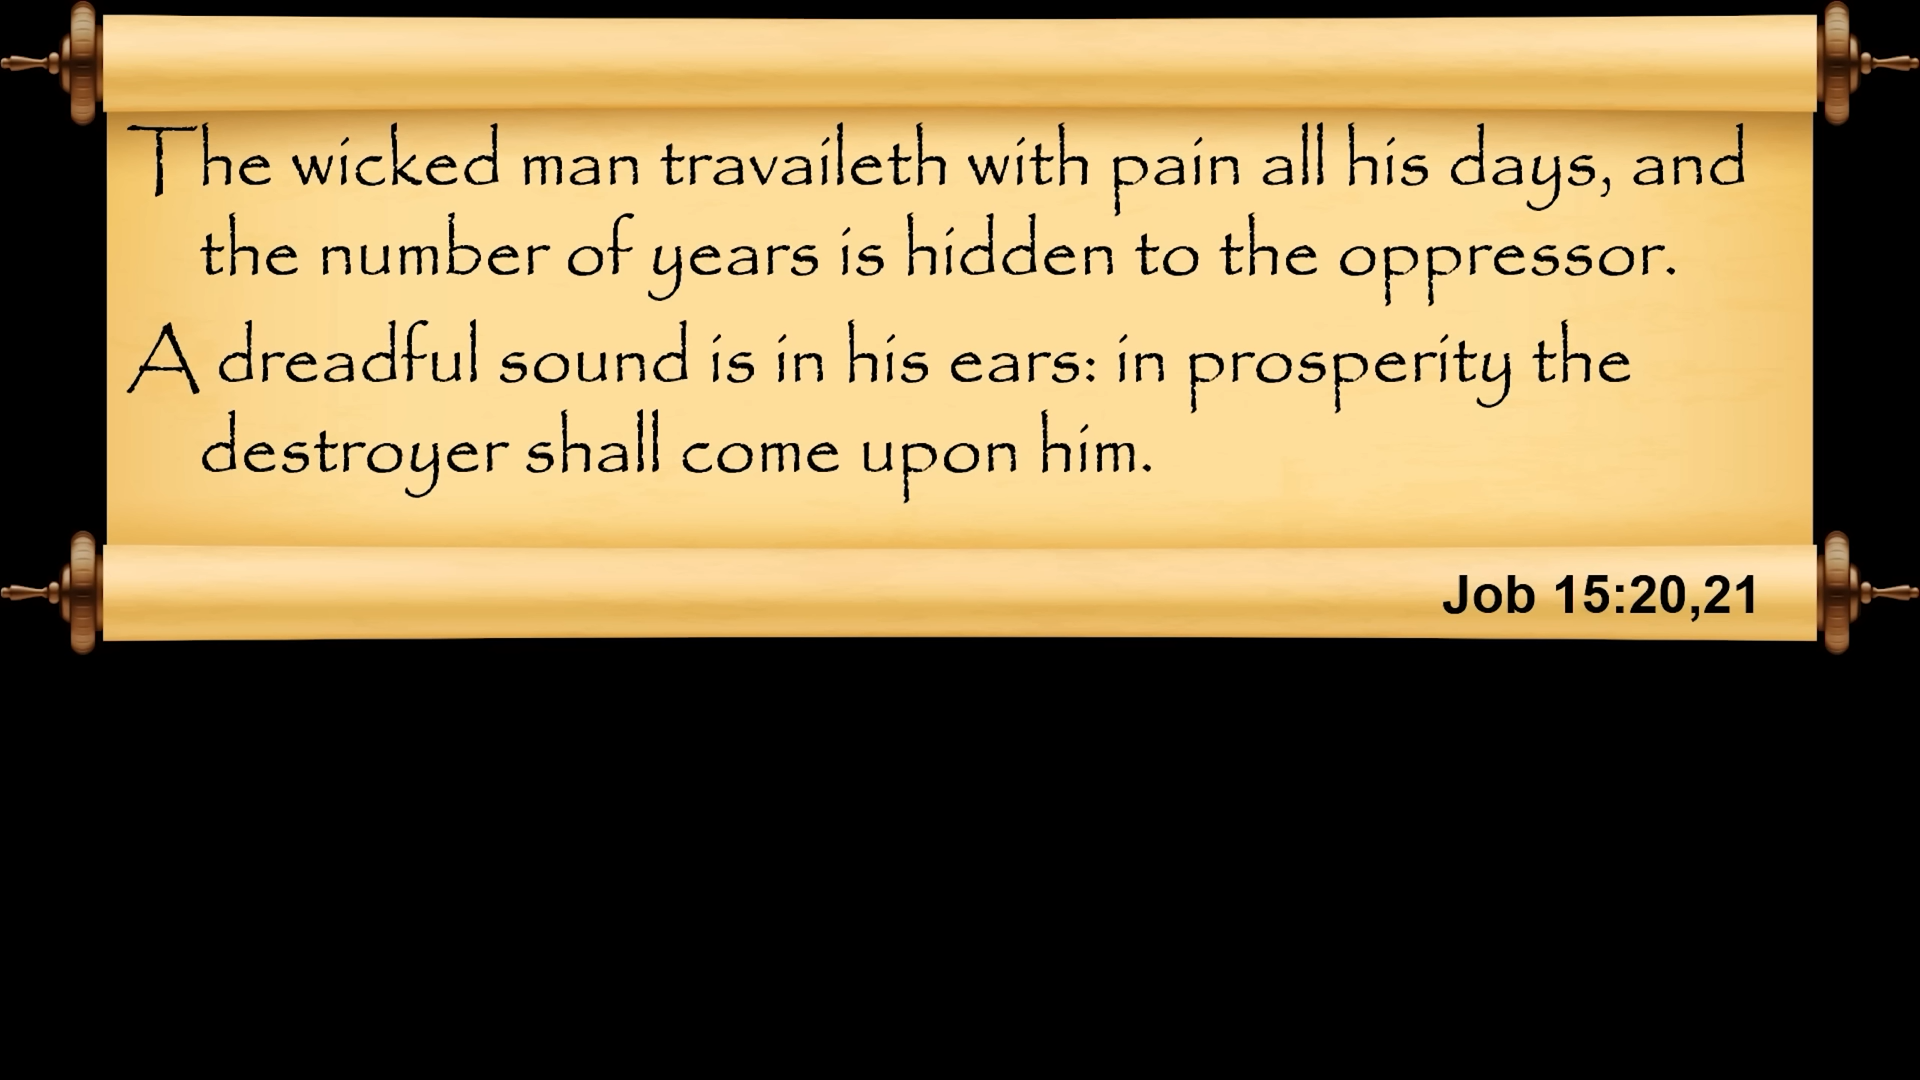 The wicked man travaileth with pain all his days, and
the number of years is hidden to the oppressor.
A dreadful sound is in his ears: in prosperity the
destroyer shall come upon him.
Job 15:20,21